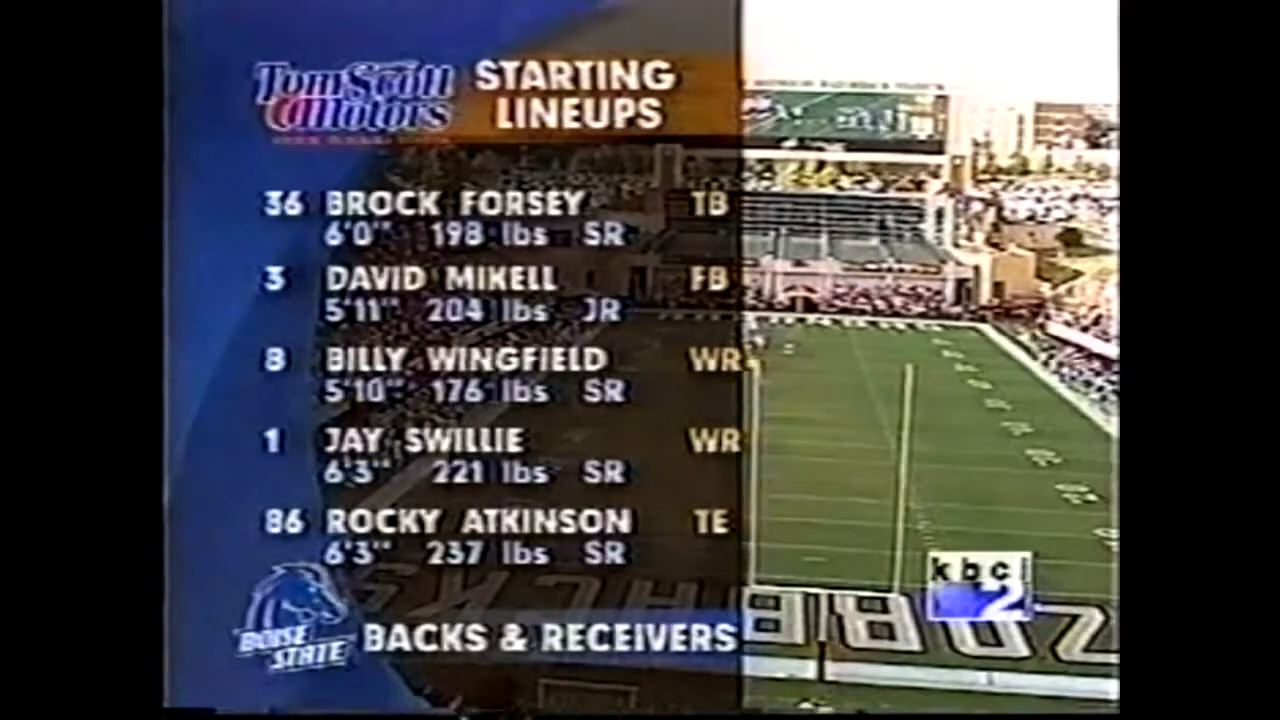 Tom Scott
Motors
STARTING
LINEUPS
36 BROCK FORSEY TB
6'0" 198 lbs SR
3 DAVID MIKELL FB
5'11" 204 lbs JR
8 BILLY WINGFIELD WR
5'10" 176 lbs SR
1 JAY SWILLIE WR
6'3" 221 lbs SR
86 ROCKY ATKINSON TE
6'3" 237 lbs SR
BOISE
STATE
BACKS & RECEIVERS
kbci
2